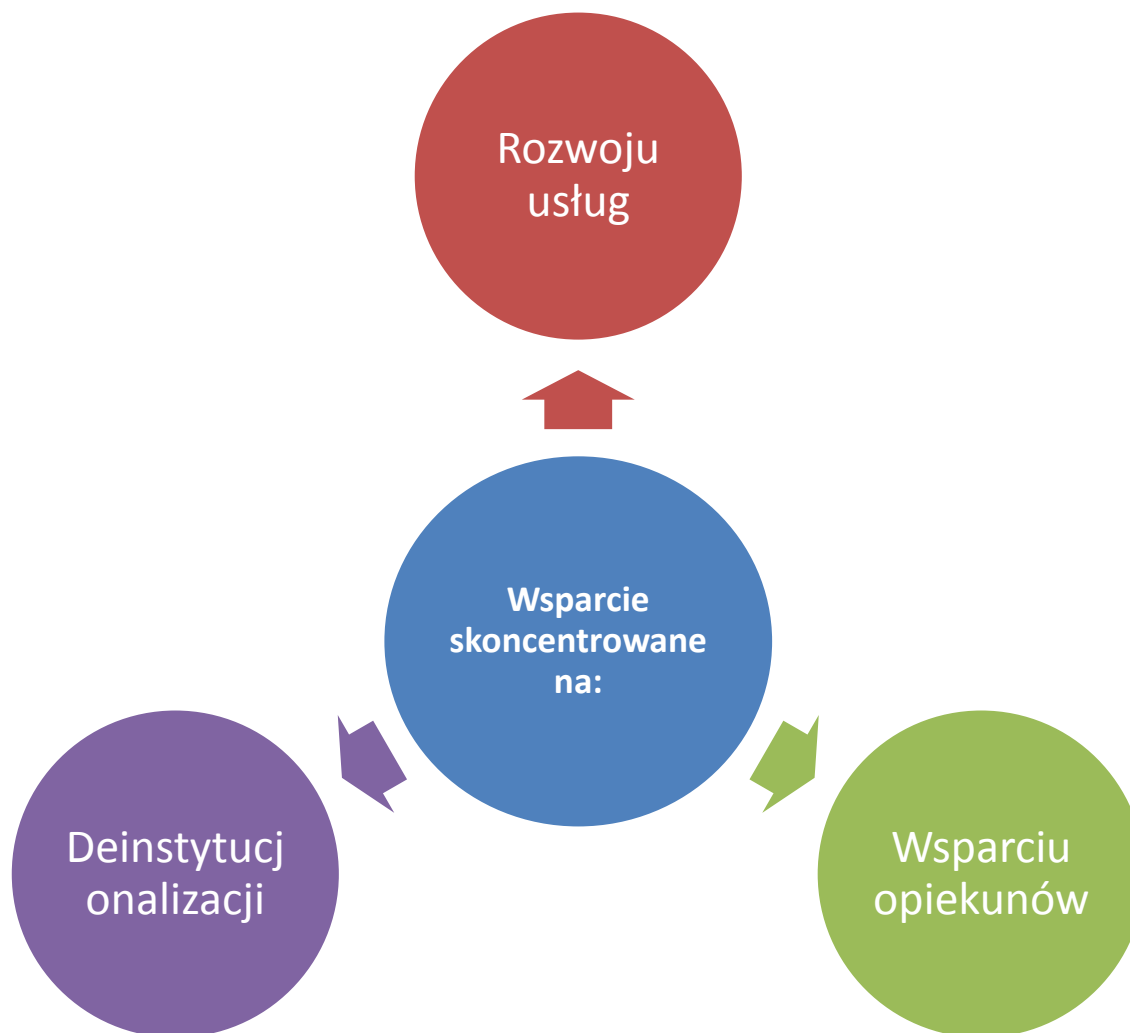 Rozwoju
usług
Wsparcie
skoncentrowane
na:
Deinstytucj
onalizacji
Wsparciu
opiekunów